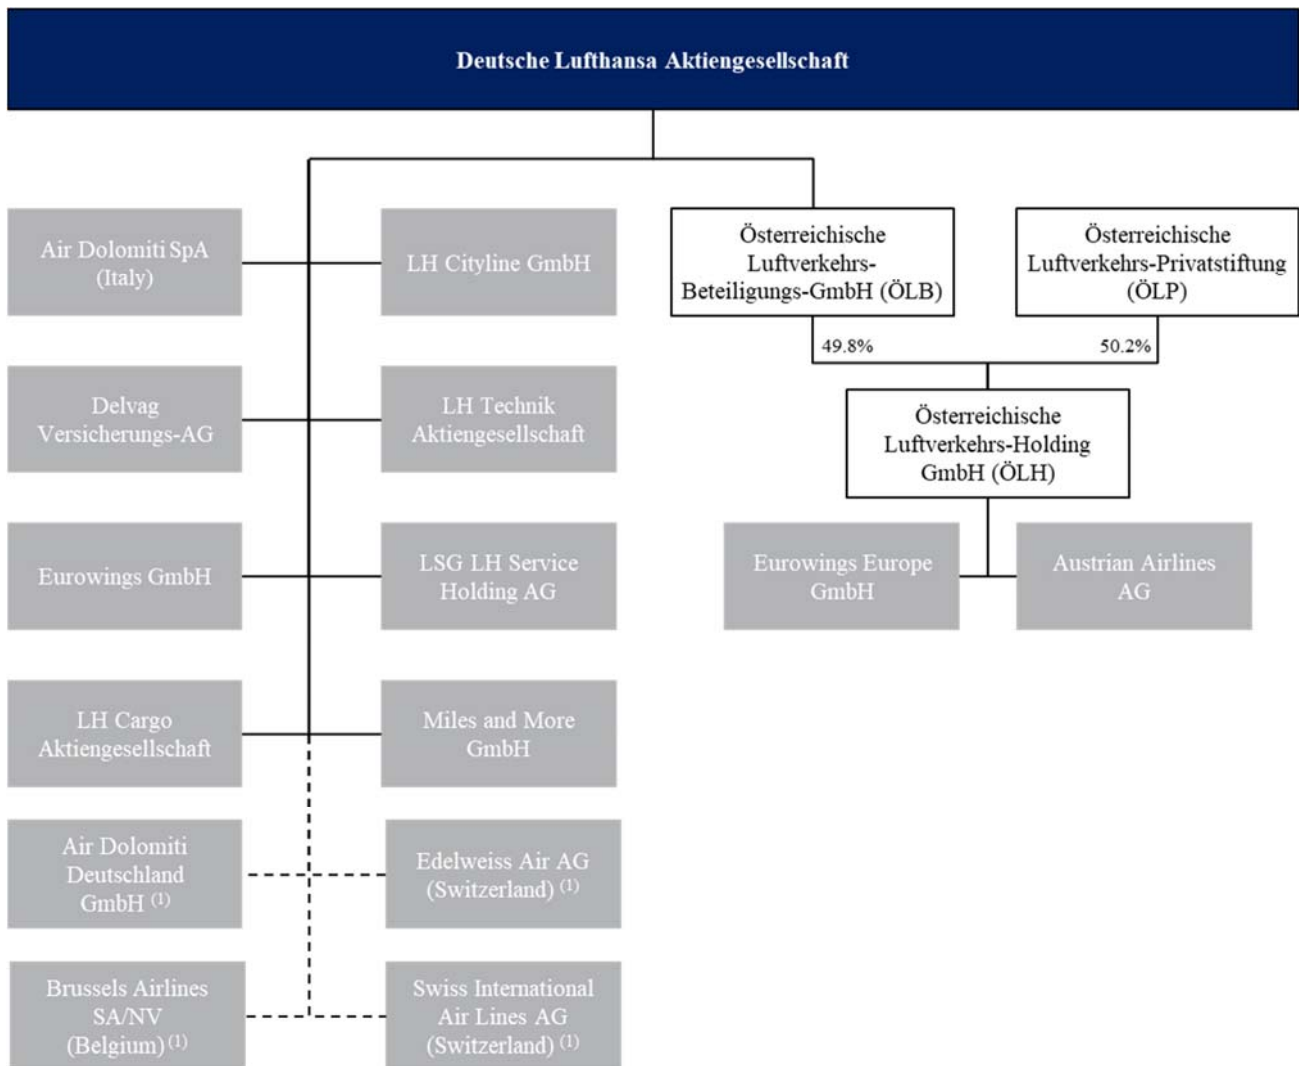 Deutsche Lufthansa Aktiengesellschaft
Air Dolomiti SpA
(Italy)
LH Cityline GmbH
Österreichische
Luftverkehrs-
Beteiligungs-GmbH (ÖLB)
Österreichische
Luftverkehrs-Privatstiftung
(ÖLP)
49.8%
50.2%
Delvag
Versicherungs-AG
LH Technik
Aktiengesellschaft
Österreichische
Luftverkehrs-Holding
GmbH (ÖLH)
Eurowings GmbH
LSG LH Service
Holding AG
Eurowings Europe
GmbH
Austrian Airlines
AG
LH Cargo
Aktiengesellschaft
Miles and More
GmbH
Air Dolomiti
Deutschland
GmbH (1)
Edelweiss Air AG
(Switzerland) (1)
Brussels Airlines
SA/NV
(Belgium) (1)
Swiss International
Air Lines AG
(Switzerland) (1)